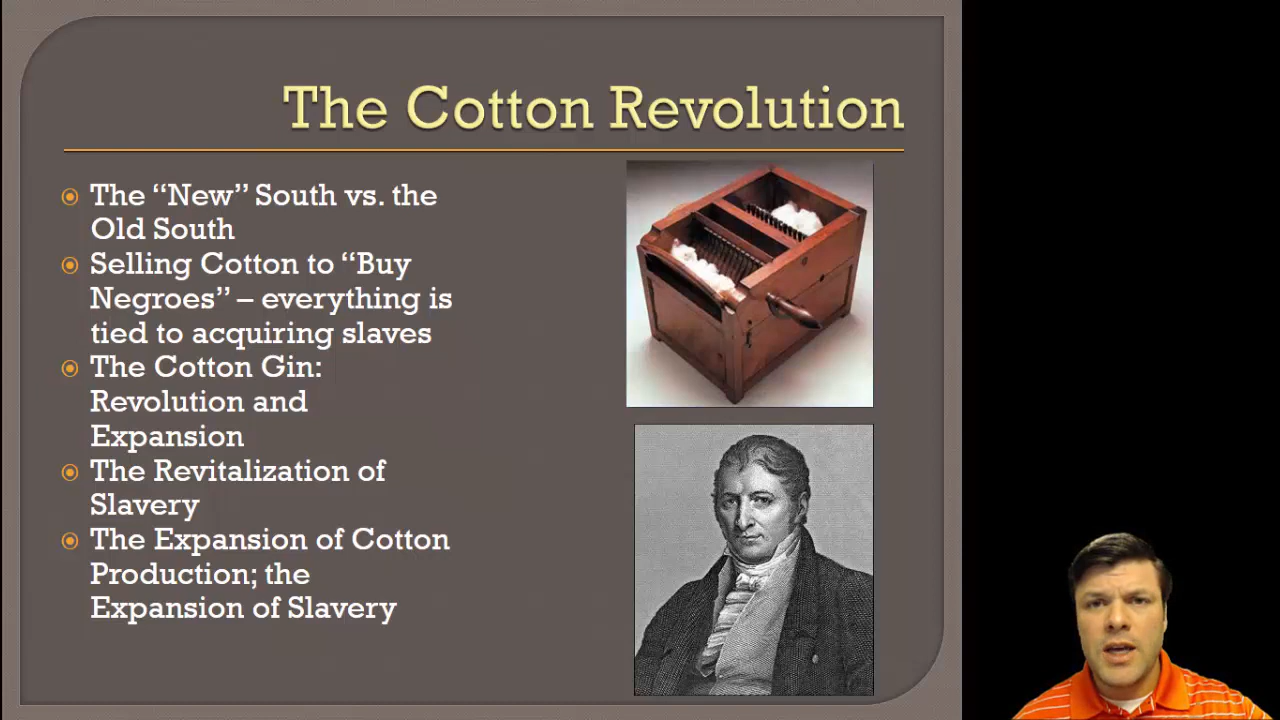 The Cotton Revolution
The “New” South vs. the
Old South
Selling Cotton to “Buy
Negroes” – everything is
tied to acquiring slaves
The Cotton Gin:
Revolution and
Expansion
The Revitalization of
Slavery
The Expansion of Cotton
Production; the
Expansion of Slavery